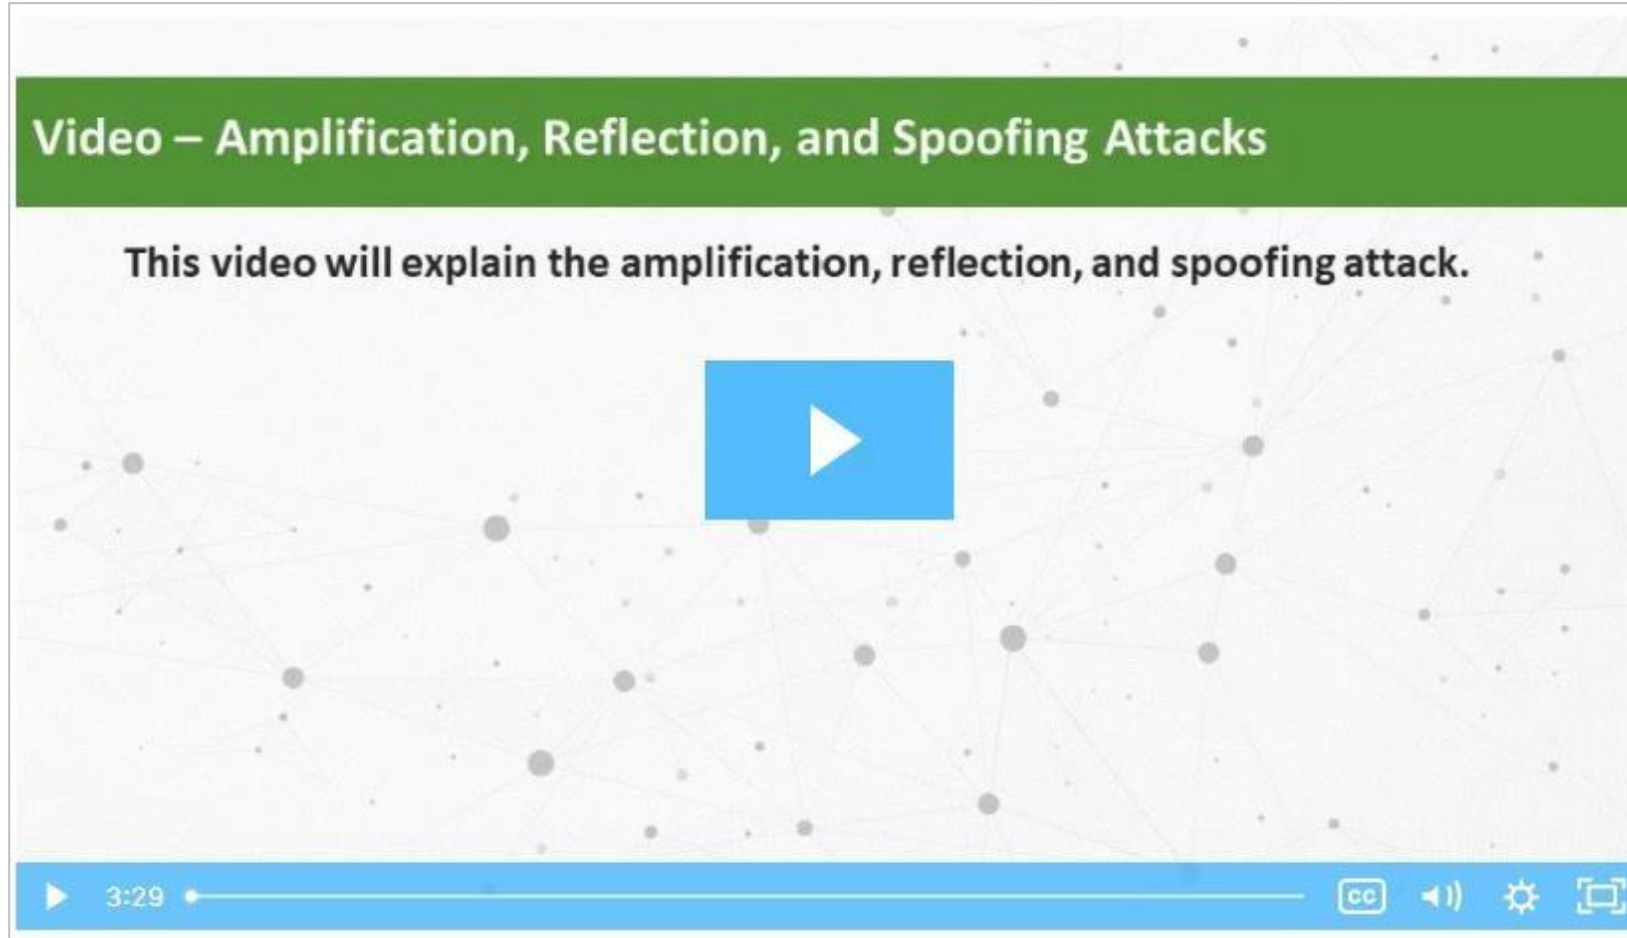 Video – Amplification, Reflection, and Spoofing Attacks
This video will explain the amplification, reflection, and spoofing attack.
3:29
CC